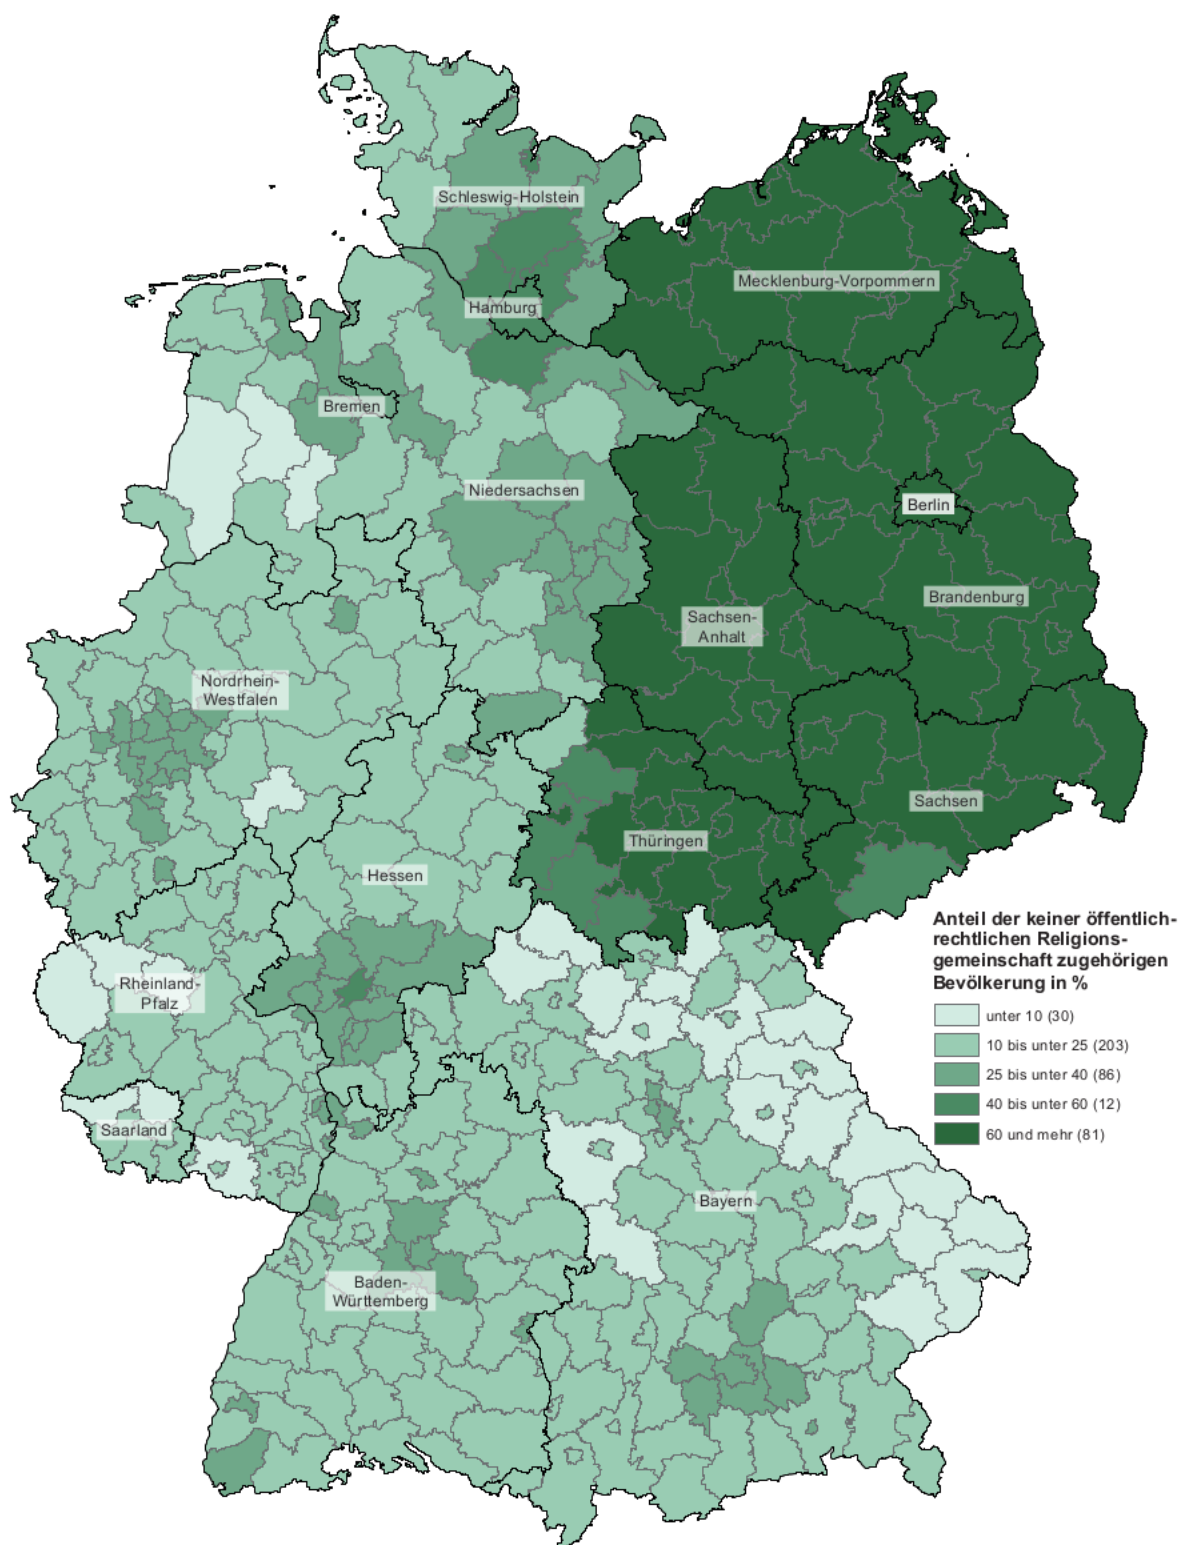 Schleswig-Holstein
Mecklenburg-Vorpommern
Hamburg
Bremen
Niedersachsen
Berlin
Brandenburg
Sachsen-
Anhalt
Nordrhein-
Westfalen
Sachsen
Thüringen
Hessen
Rheinland-
Pfalz
Saarland
Bayern
Baden-
Württemberg
Anteil der keiner öffentlich-
rechtlichen Religions-
gemeinschaft zugehörigen
Bevölkerung in %
unter 10 (30)
10 bis unter 25 (203)
25 bis unter 40 (86)
40 bis unter 60 (12)
60 und mehr (81)